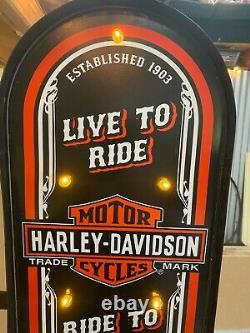 ESTABLISHED 1903
LIVE TO
RIDE
MOTOR
HARLEY-DAVIDSON
TRADE MARK
CYCLES ®
RIDE TO